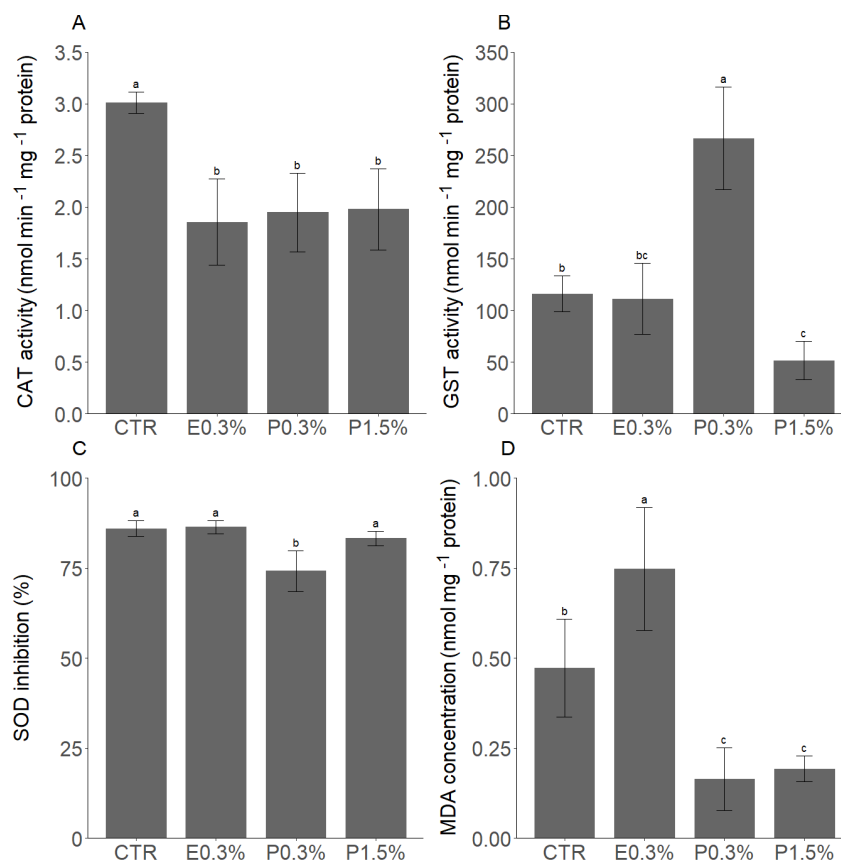 A
CAT activity (nmol min -1 mg -1 protein)
3.5
3.0
2.5
2.0
1.5
1.0
0.5
0.0
a
b
b
b
CTR E0.3% P0.3% P1.5%
B
GST activity (nmol min -1 mg -1 protein)
350
300
250
200
150
100
50
0
b
bc
a
c
CTR E0.3% P0.3% P1.5%
C
SOD inhibition (%)
100
75
50
25
0
a
a
b
a
CTR E0.3% P0.3% P1.5%
D
MDA concentration (nmol mg -1 protein)
1.00
0.75
0.50
0.25
0.00
b
a
c
c
CTR E0.3% P0.3% P1.5%